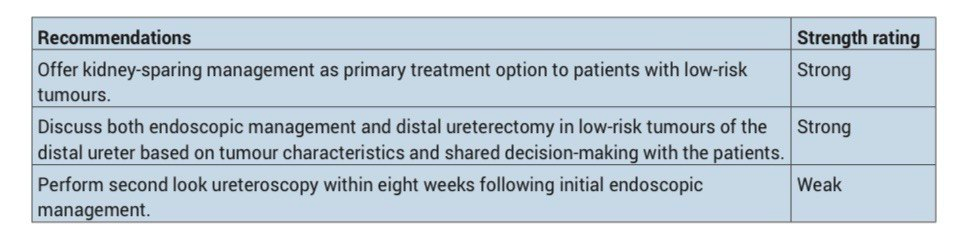 Recommendations Strength rating
Offer kidney-sparing management as primary treatment option to patients with low-risk Strong
tumours.
Discuss both endoscopic management and distal ureterectomy in low-risk tumours of the Strong
distal ureter based on tumour characteristics and shared decision-making with the patients.
Perform second look ureteroscopy within eight weeks following initial endoscopic Weak
management.